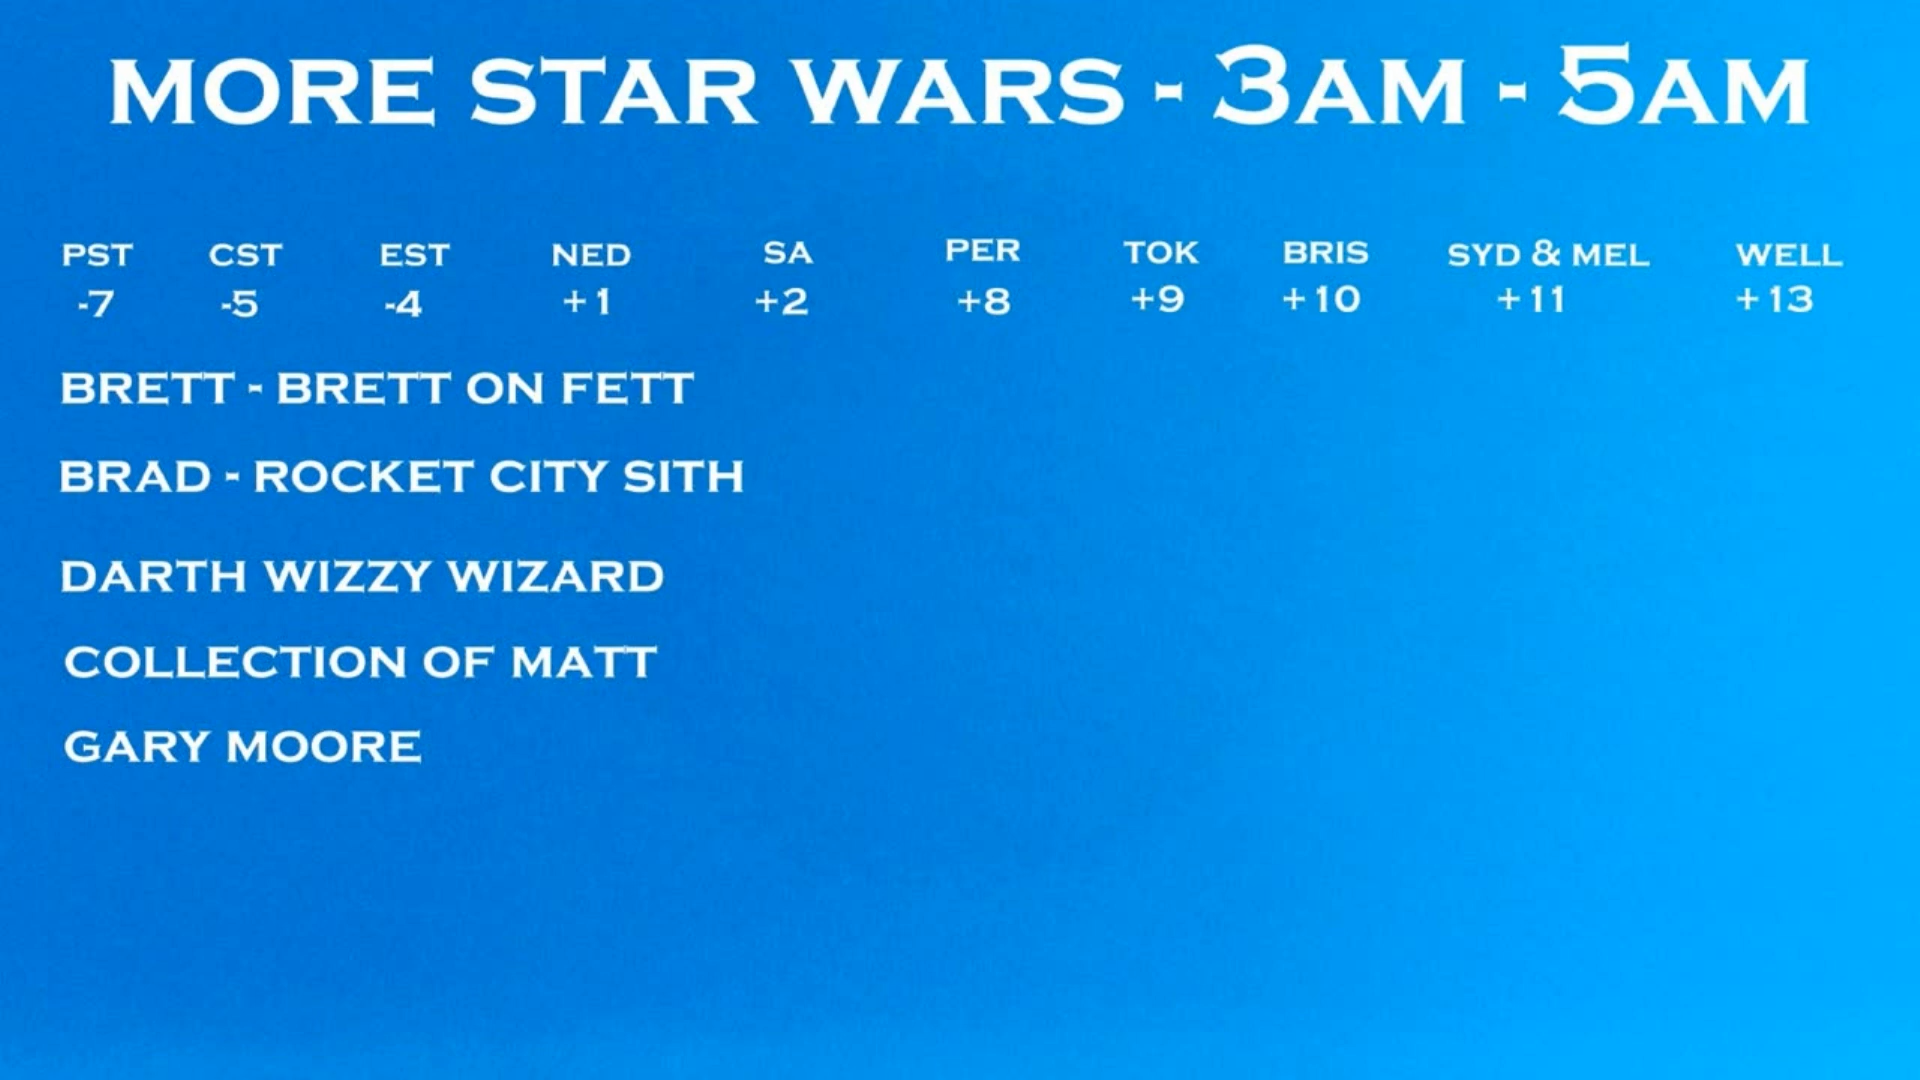 MORE STAR WARS - 3AM - 5AM
PST CST EST NED SA PER TOK BRIS SYD & MEL WELL
-7 -5 -4 +1 +2 +8 +9 +10 +11 +13
BRETT - BRETT ON FETT
BRAD - ROCKET CITY SITH
DARTH WIZZY WIZARD
COLLECTION OF MATT
GARY MOORE